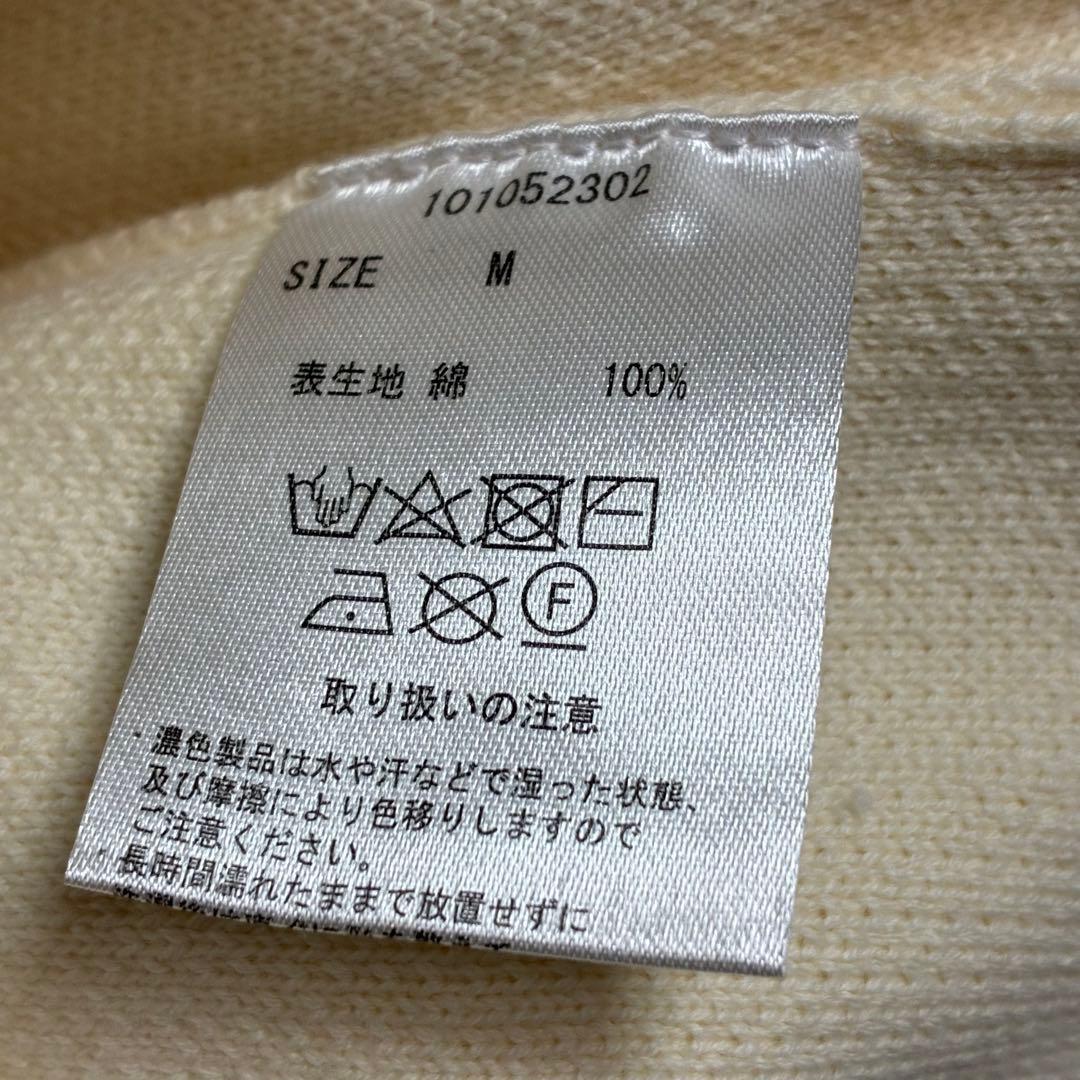 101052302
SIZE M
表生地 綿 100%
F
取り扱いの注意
・濃色製品は水や汗などで湿った状態、
及び摩擦により色移りしますので
ご注意ください。
・長時間濡れたままで放置せずに